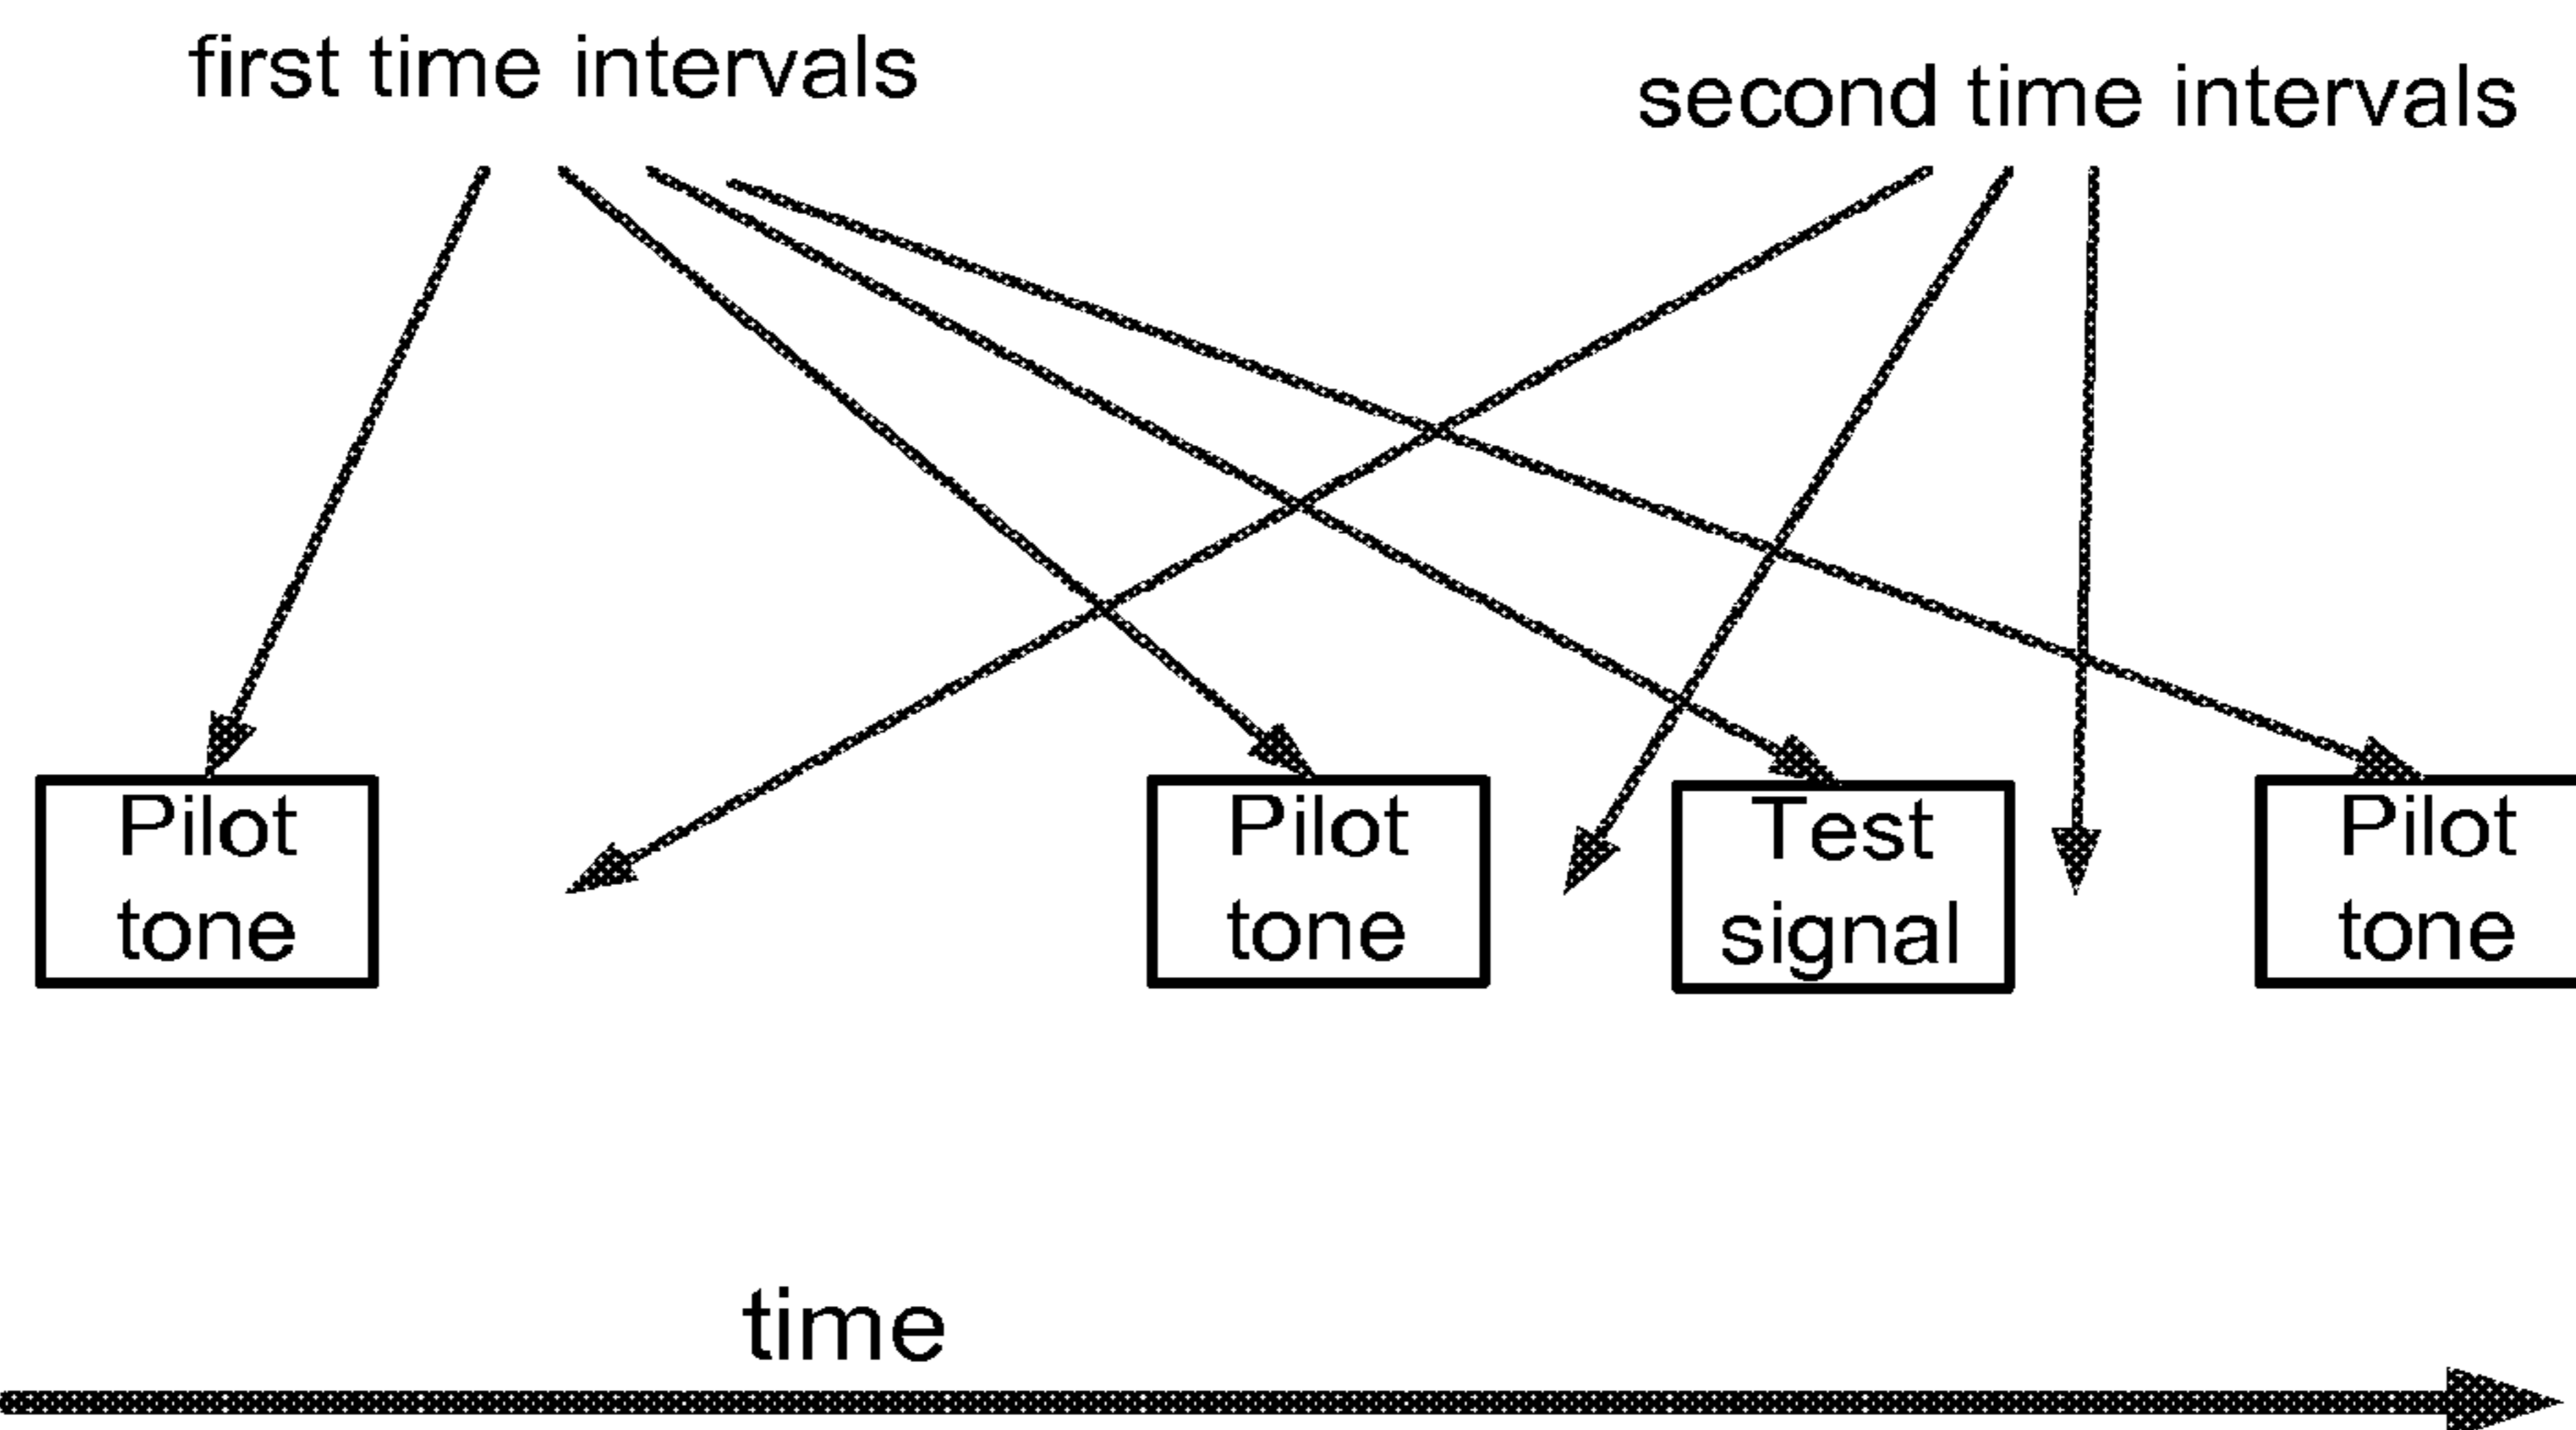 first time intervals
second time intervals
Pilot
tone
Pilot
tone
Test
signal
Pilot
tone
time